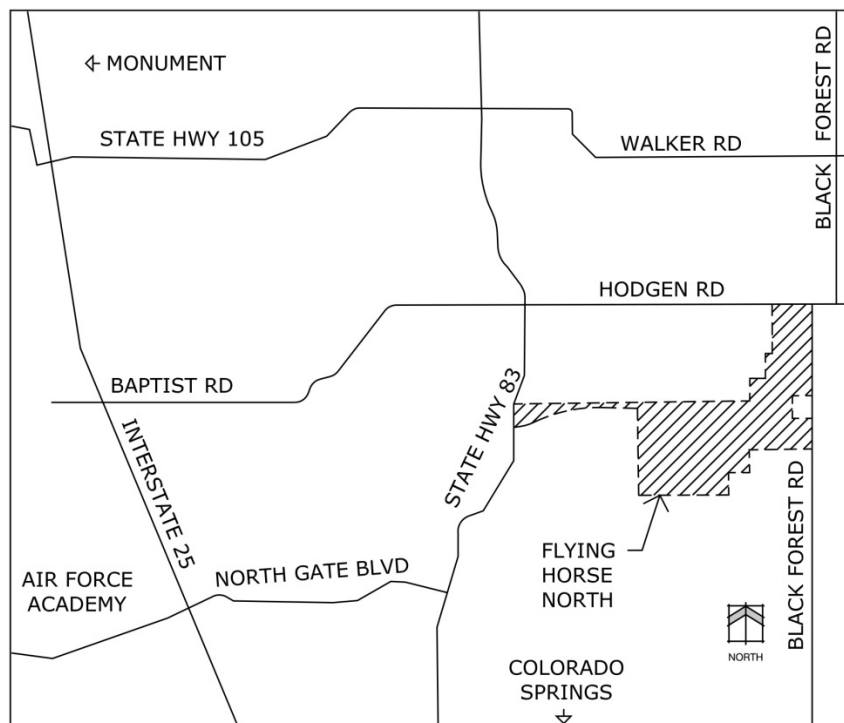 MONUMENT
STATE HWY 105
WALKER RD
BLACK FOREST RD
HODGEN RD
BAPTIST RD
STATE HWY 83
INTERSTATE 25
BLACK FOREST RD
FLYING
HORSE
NORTH
AIR FORCE
ACADEMY
NORTH GATE BLVD
NORTH
COLORADO
SPRINGS